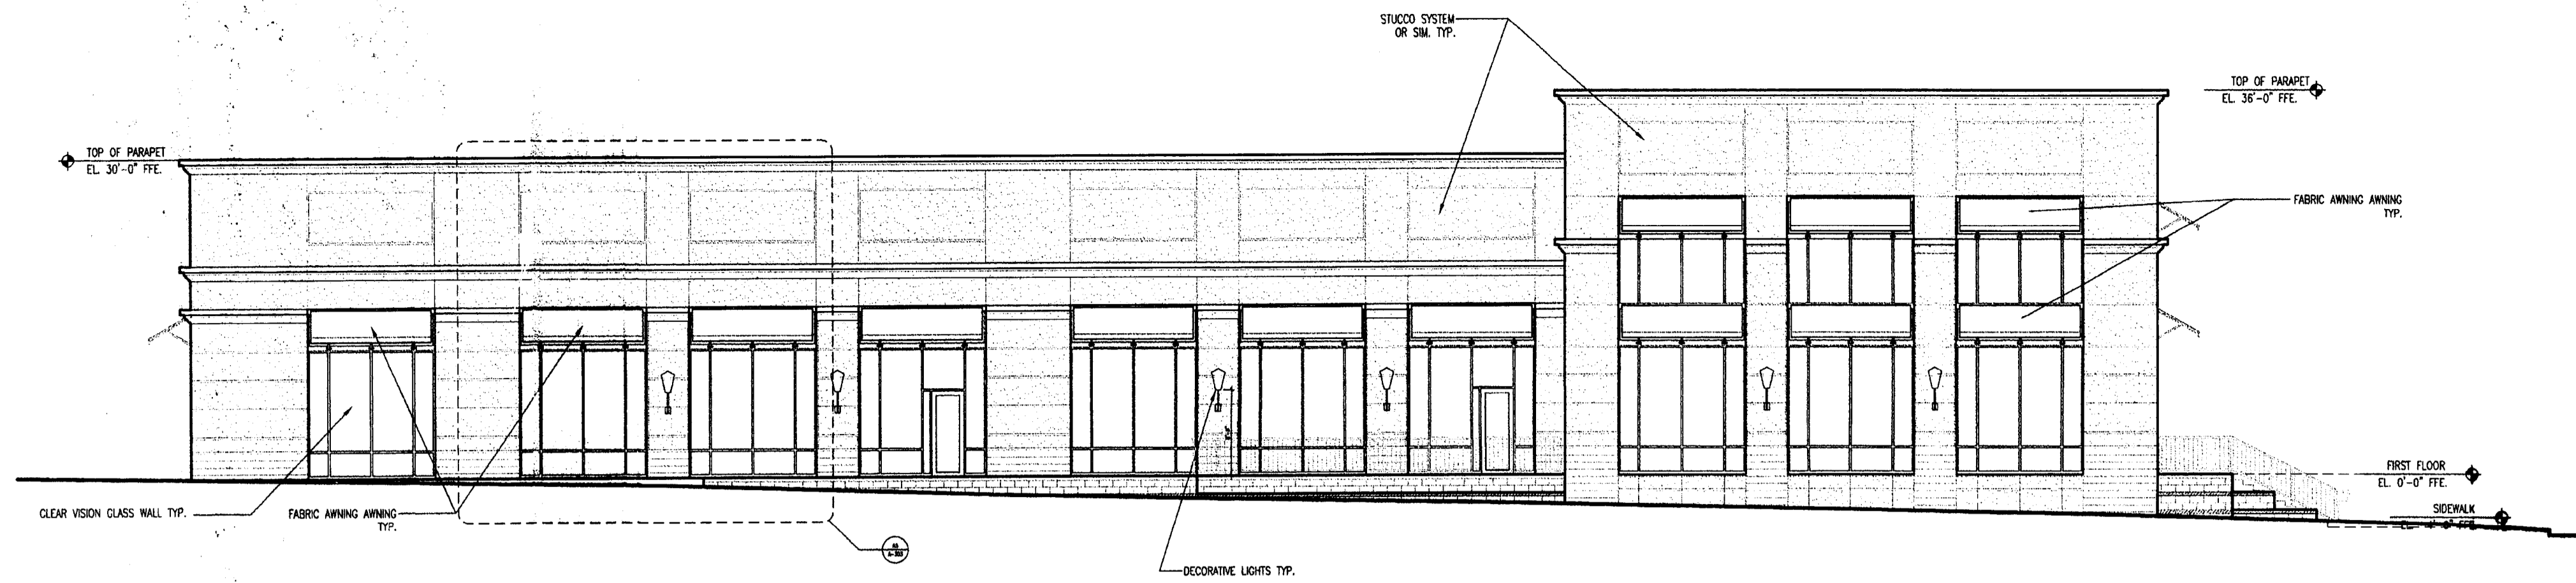 STUCCO SYSTEM
OR SIM. TYP.
TOP OF PARAPET
EL. 36'-0" FFE.
TOP OF PARAPET
EL. 30'-0" FFE.
FABRIC AWNING AWNING
TYP.
FIRST FLOOR
EL. 0'-0" FFE.
SIDEWALK
CLEAR VISION GLASS WALL TYP.
FABRIC AWNING AWNING
TYP.
DECORATIVE LIGHTS TYP.